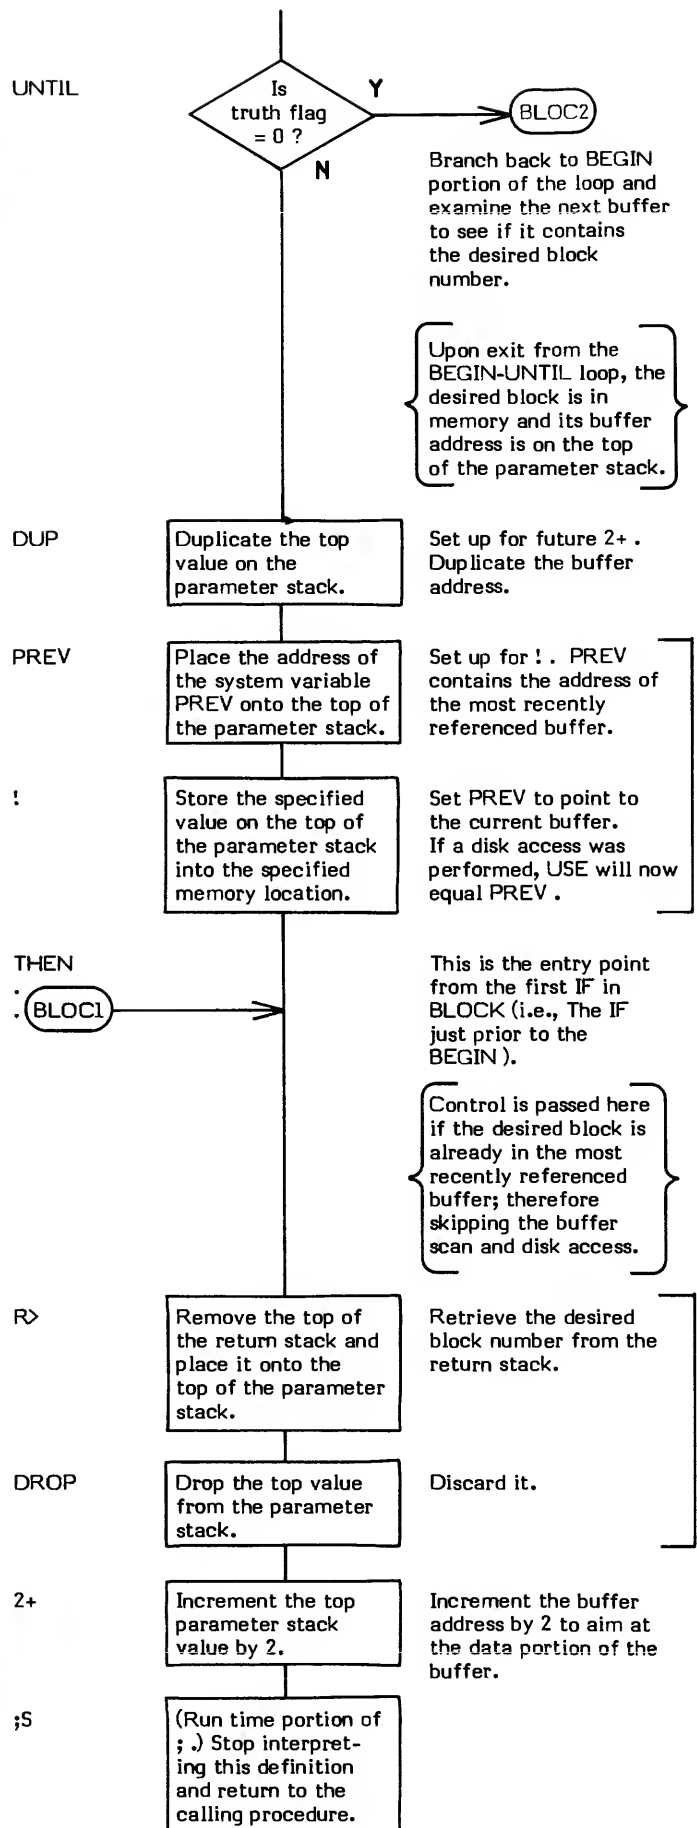 UNTIL
Is
truth flag
= 0 ?
Y
N
BLOC2
Branch back to BEGIN
portion of the loop and
examine the next buffer
to see if it contains
the desired block
number.
Upon exit from the
BEGIN-UNTIL loop, the
desired block is in
memory and its buffer
address is on the top
of the parameter stack.
DUP
Duplicate the top
value on the
parameter stack.
Set up for future 2+ .
Duplicate the buffer
address.
PREV
Place the address of
the system variable
PREV onto the top of
the parameter stack.
Set up for ! . PREV
contains the address of
the most recently
referenced buffer.
!
Store the specified
value on the top of
the parameter stack
into the specified
memory location.
Set PREV to point to
the current buffer.
If a disk access was
performed, USE will now
equal PREV .
THEN
:
BLOC1
This is the entry point
from the first IF in
BLOCK (i.e., The IF
just prior to the
BEGIN ).
Control is passed here
if the desired block is
already in the most
recently referenced
buffer; therefore
skipping the buffer
scan and disk access.
R>
Remove the top of
the return stack and
place it onto the
top of the parameter
stack.
Retrieve the desired
block number from the
return stack.
DROP
Drop the top value
from the parameter
stack.
Discard it.
2+
Increment the top
parameter stack
value by 2.
Increment the buffer
address by 2 to aim at
the data portion of the
buffer.
;S
(Run time portion of
; .) Stop interpret-
ing this definition
and return to the
calling procedure.